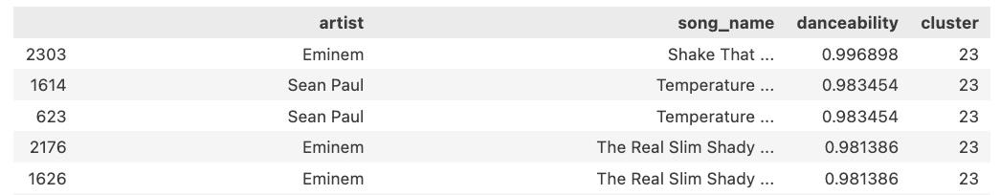 artist song_name danceability cluster
2303 Eminem Shake That ... 0.996898 23
1614 Sean Paul Temperature ... 0.983454 23
623 Sean Paul Temperature ... 0.983454 23
2176 Eminem The Real Slim Shady ... 0.981386 23
1626 Eminem The Real Slim Shady ... 0.981386 23